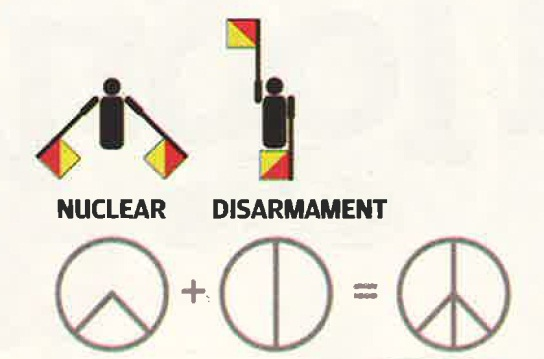 NUCLEAR DISARMAMENT
+ =